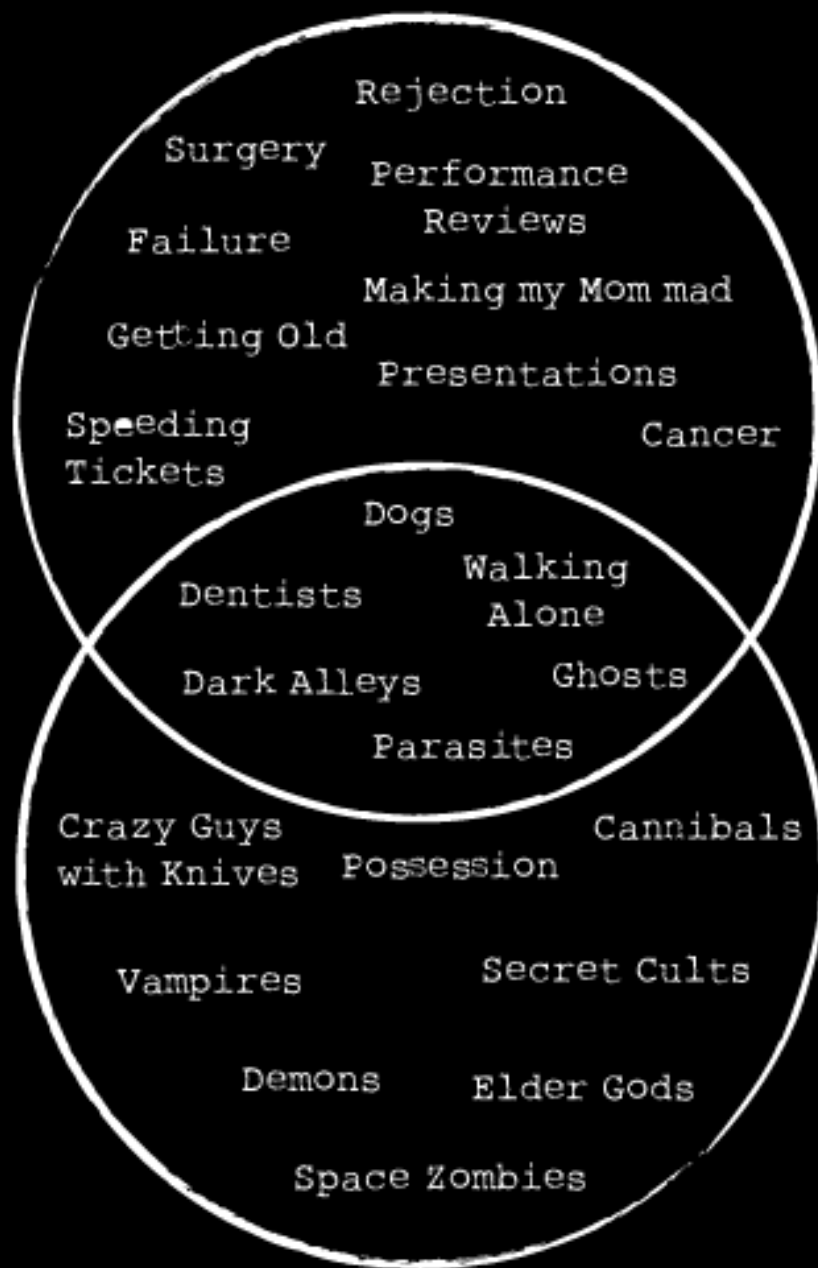 Rejection
Surgery
Performance
Reviews
Failure
Making my Mom mad
Getting Old
Presentations
Speeding
Tickets
Cancer
Dogs
Walking
Alone
Dentists
Dark Alleys
Ghosts
Parasites
Crazy Guys
with Knives
Possession
Cannibals
Vampires
Secret Cults
Demons
Elder Gods
Space Zombies